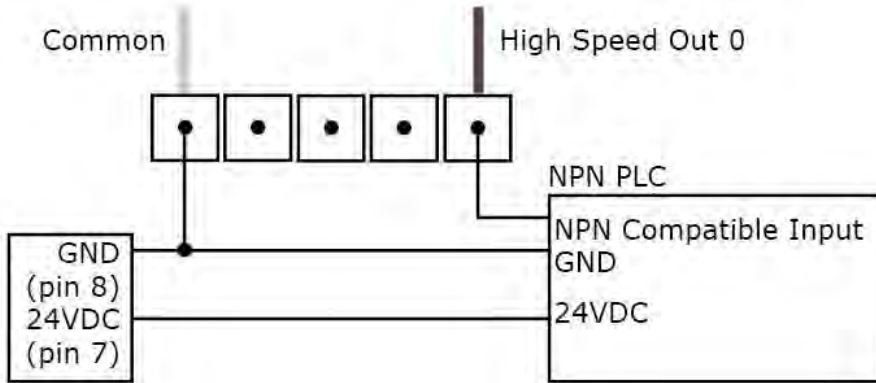 Common
High Speed Out 0
NPN PLC
NPN Compatible Input
GND
24VDC
GND
(pin 8)
24VDC
(pin 7)